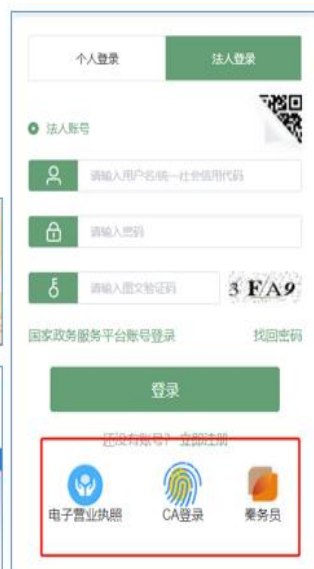 个人登录 法人登录
法人账号
请输入用户名/统一社会信用代码
请输入密码
请输入图文验证码 3 F A 9
国家政务服务平台账号登录 找回密码
登录
还没有账号? 立即注册
电子营业执照 CA登录 秦务员